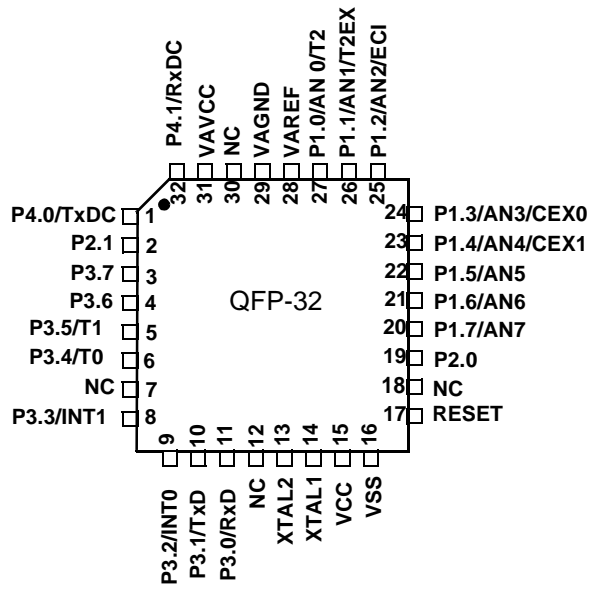 P4.1/RxDC
VAVCC
NC
VAGND
VAREF
P1.0/AN 0/T2
P1.1/AN1/T2EX
P1.2/AN2/ECI
32
31
30
29
28
27
26
25
P4.0/TxDC 1
P2.1 2
P3.7 3
P3.6 4
P3.5/T1 5
P3.4/T0 6
NC 7
P3.3/INT1 8
QFP-32
24 P1.3/AN3/CEX0
23 P1.4/AN4/CEX1
22 P1.5/AN5
21 P1.6/AN6
20 P1.7/AN7
19 P2.0
18 NC
17 RESET
9
10
11
12
13
14
15
16
P3.2/INT0
P3.1/TxD
P3.0/RxD
NC
XTAL2
XTAL1
VCC
VSS